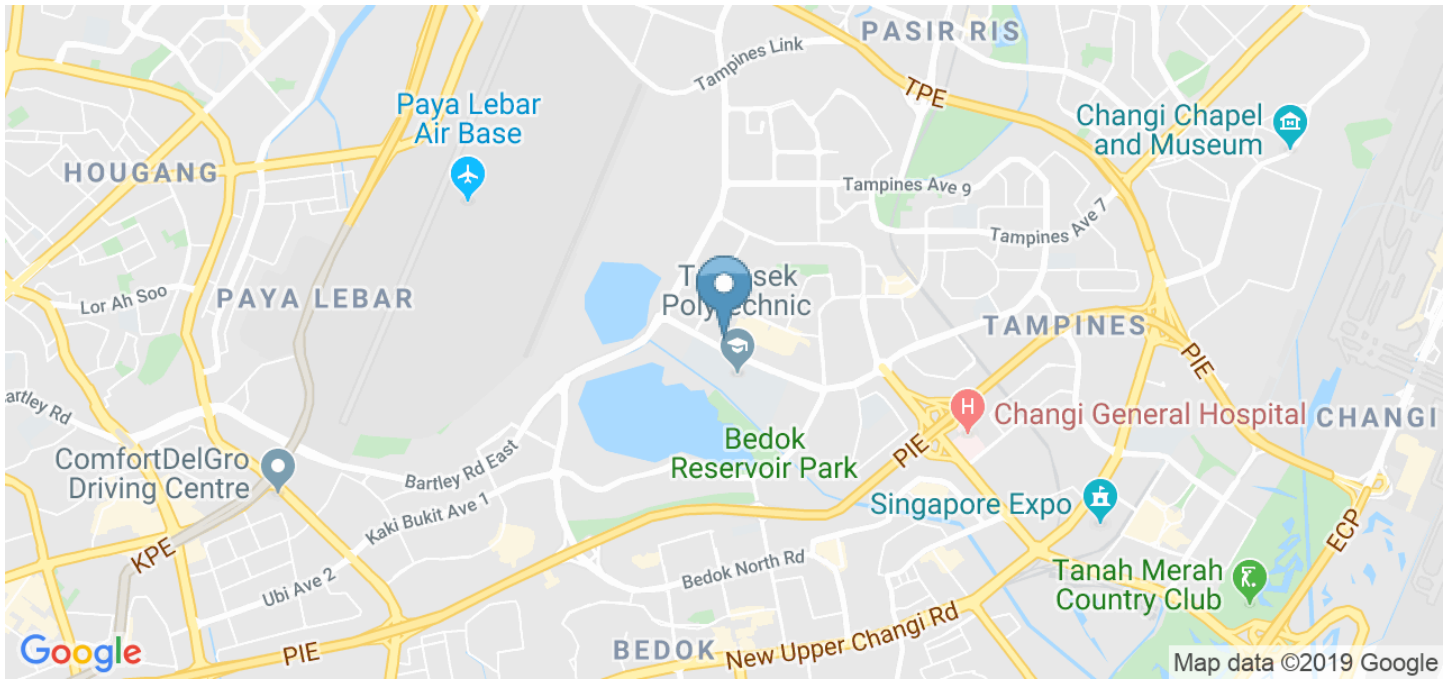 PASIR RIS
Tampines Link
TPE
Paya Lebar
Air Base
Changi Chapel
and Museum
HOUGANG
Tampines Ave 9
Tampines Ave 7
Lor Ah Soo
PAYA LEBAR
Polytechnic
TAMPINES
PIE
Bartley Rd
Changi General Hospital
H
CHANGI
Bedok
Reservoir Park
PIE
ComfortDelGro
Driving Centre
Bartley Rd East
Kaki Bukit Ave 1
Singapore Expo
ECP
KPE
Ubi Ave 2
Bedok North Rd
Tanah Merah
Country Club
BEDOK
New Upper Changi Rd
PIE
Google
Map data ©2019 Google